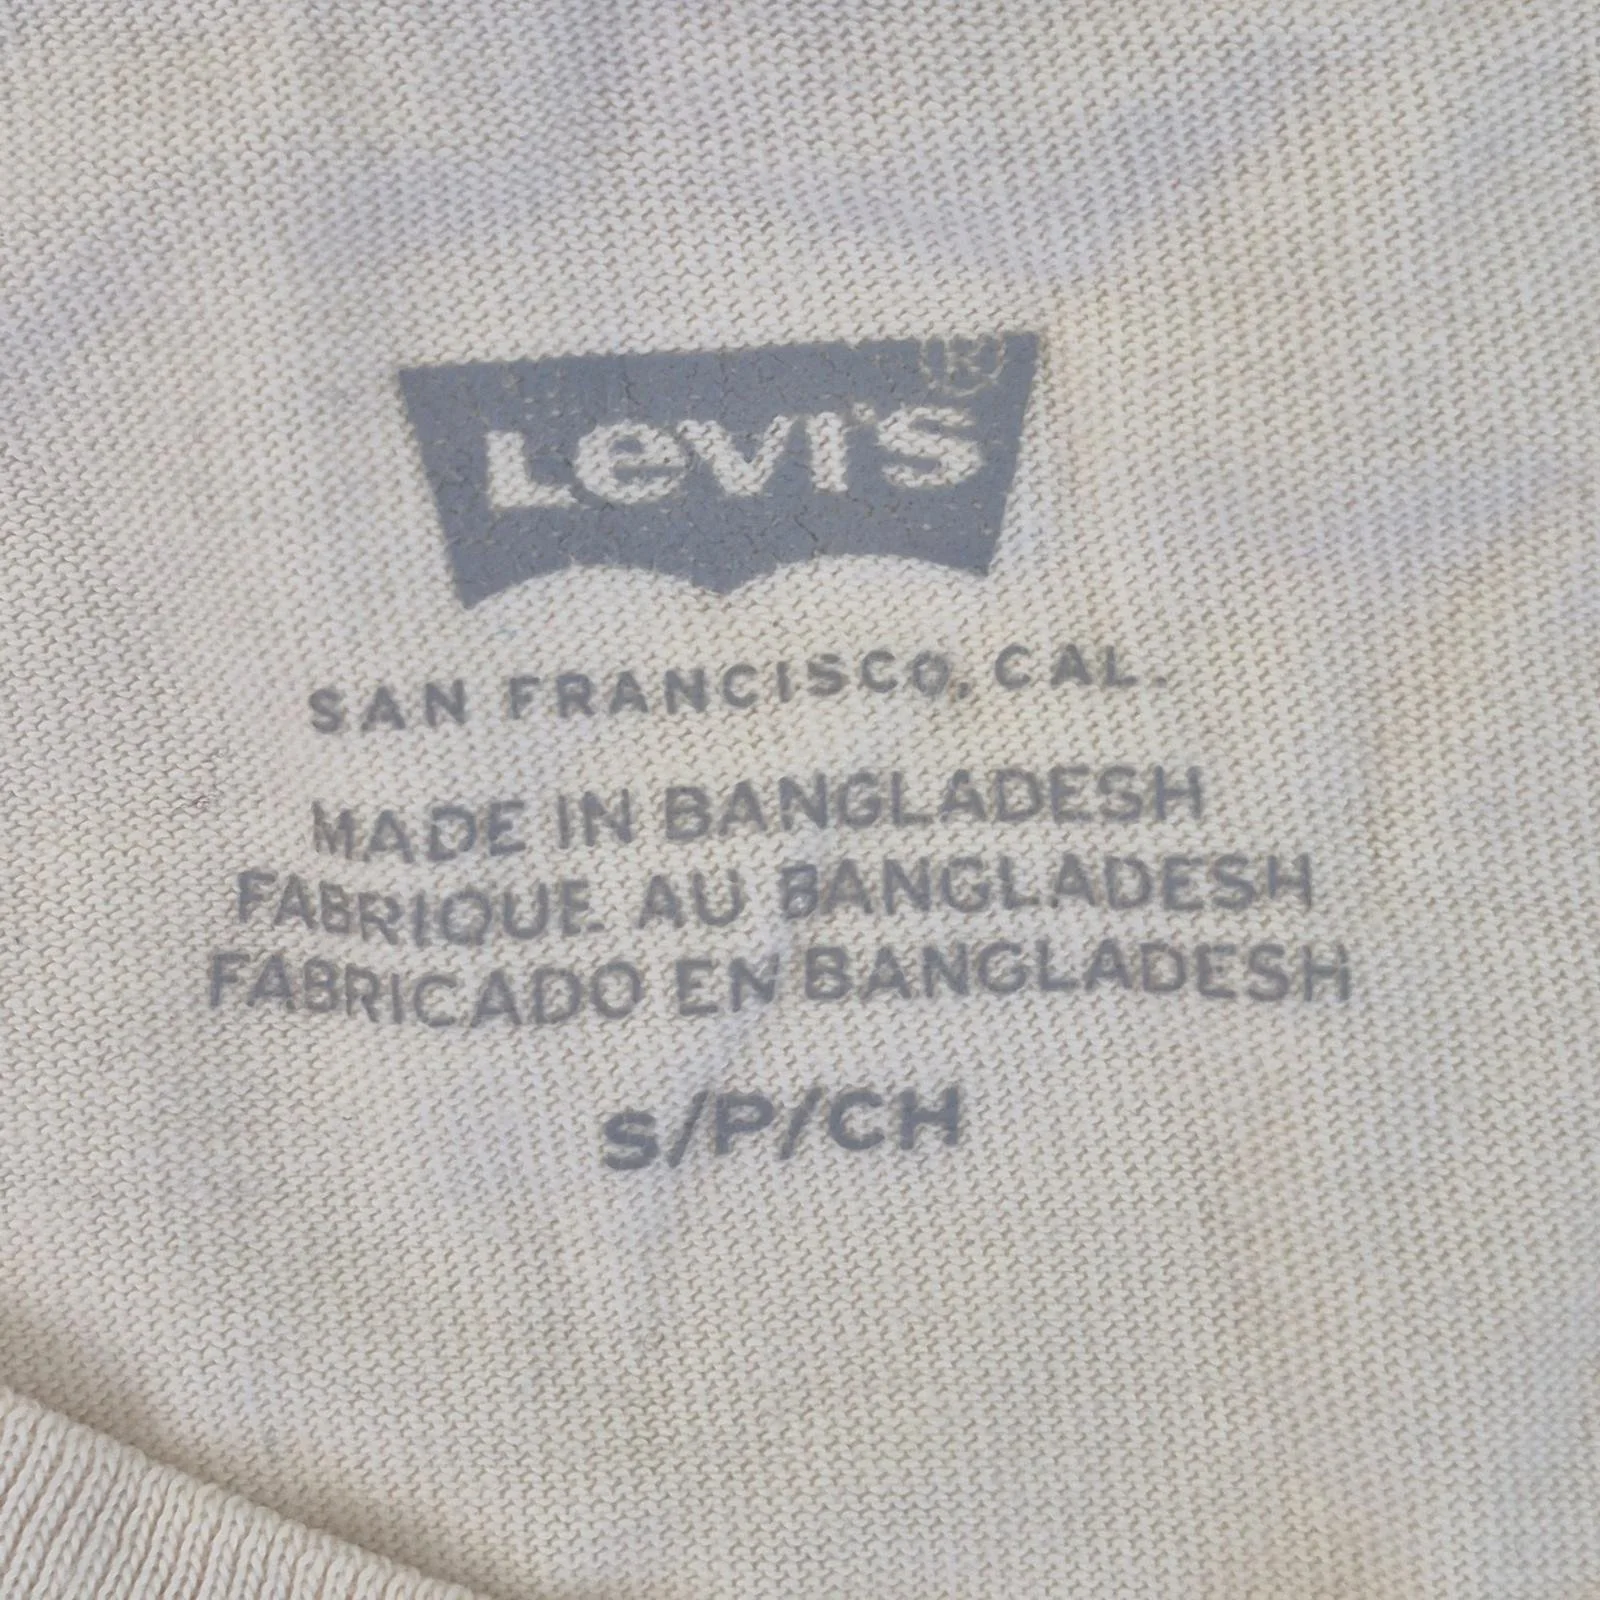 Levi's®
SAN FRANCISCO, CAL.
MADE IN BANGLADESH
FABRIQUE AU BANGLADESH
FABRICADO EN BANGLADESH
S/P/CH